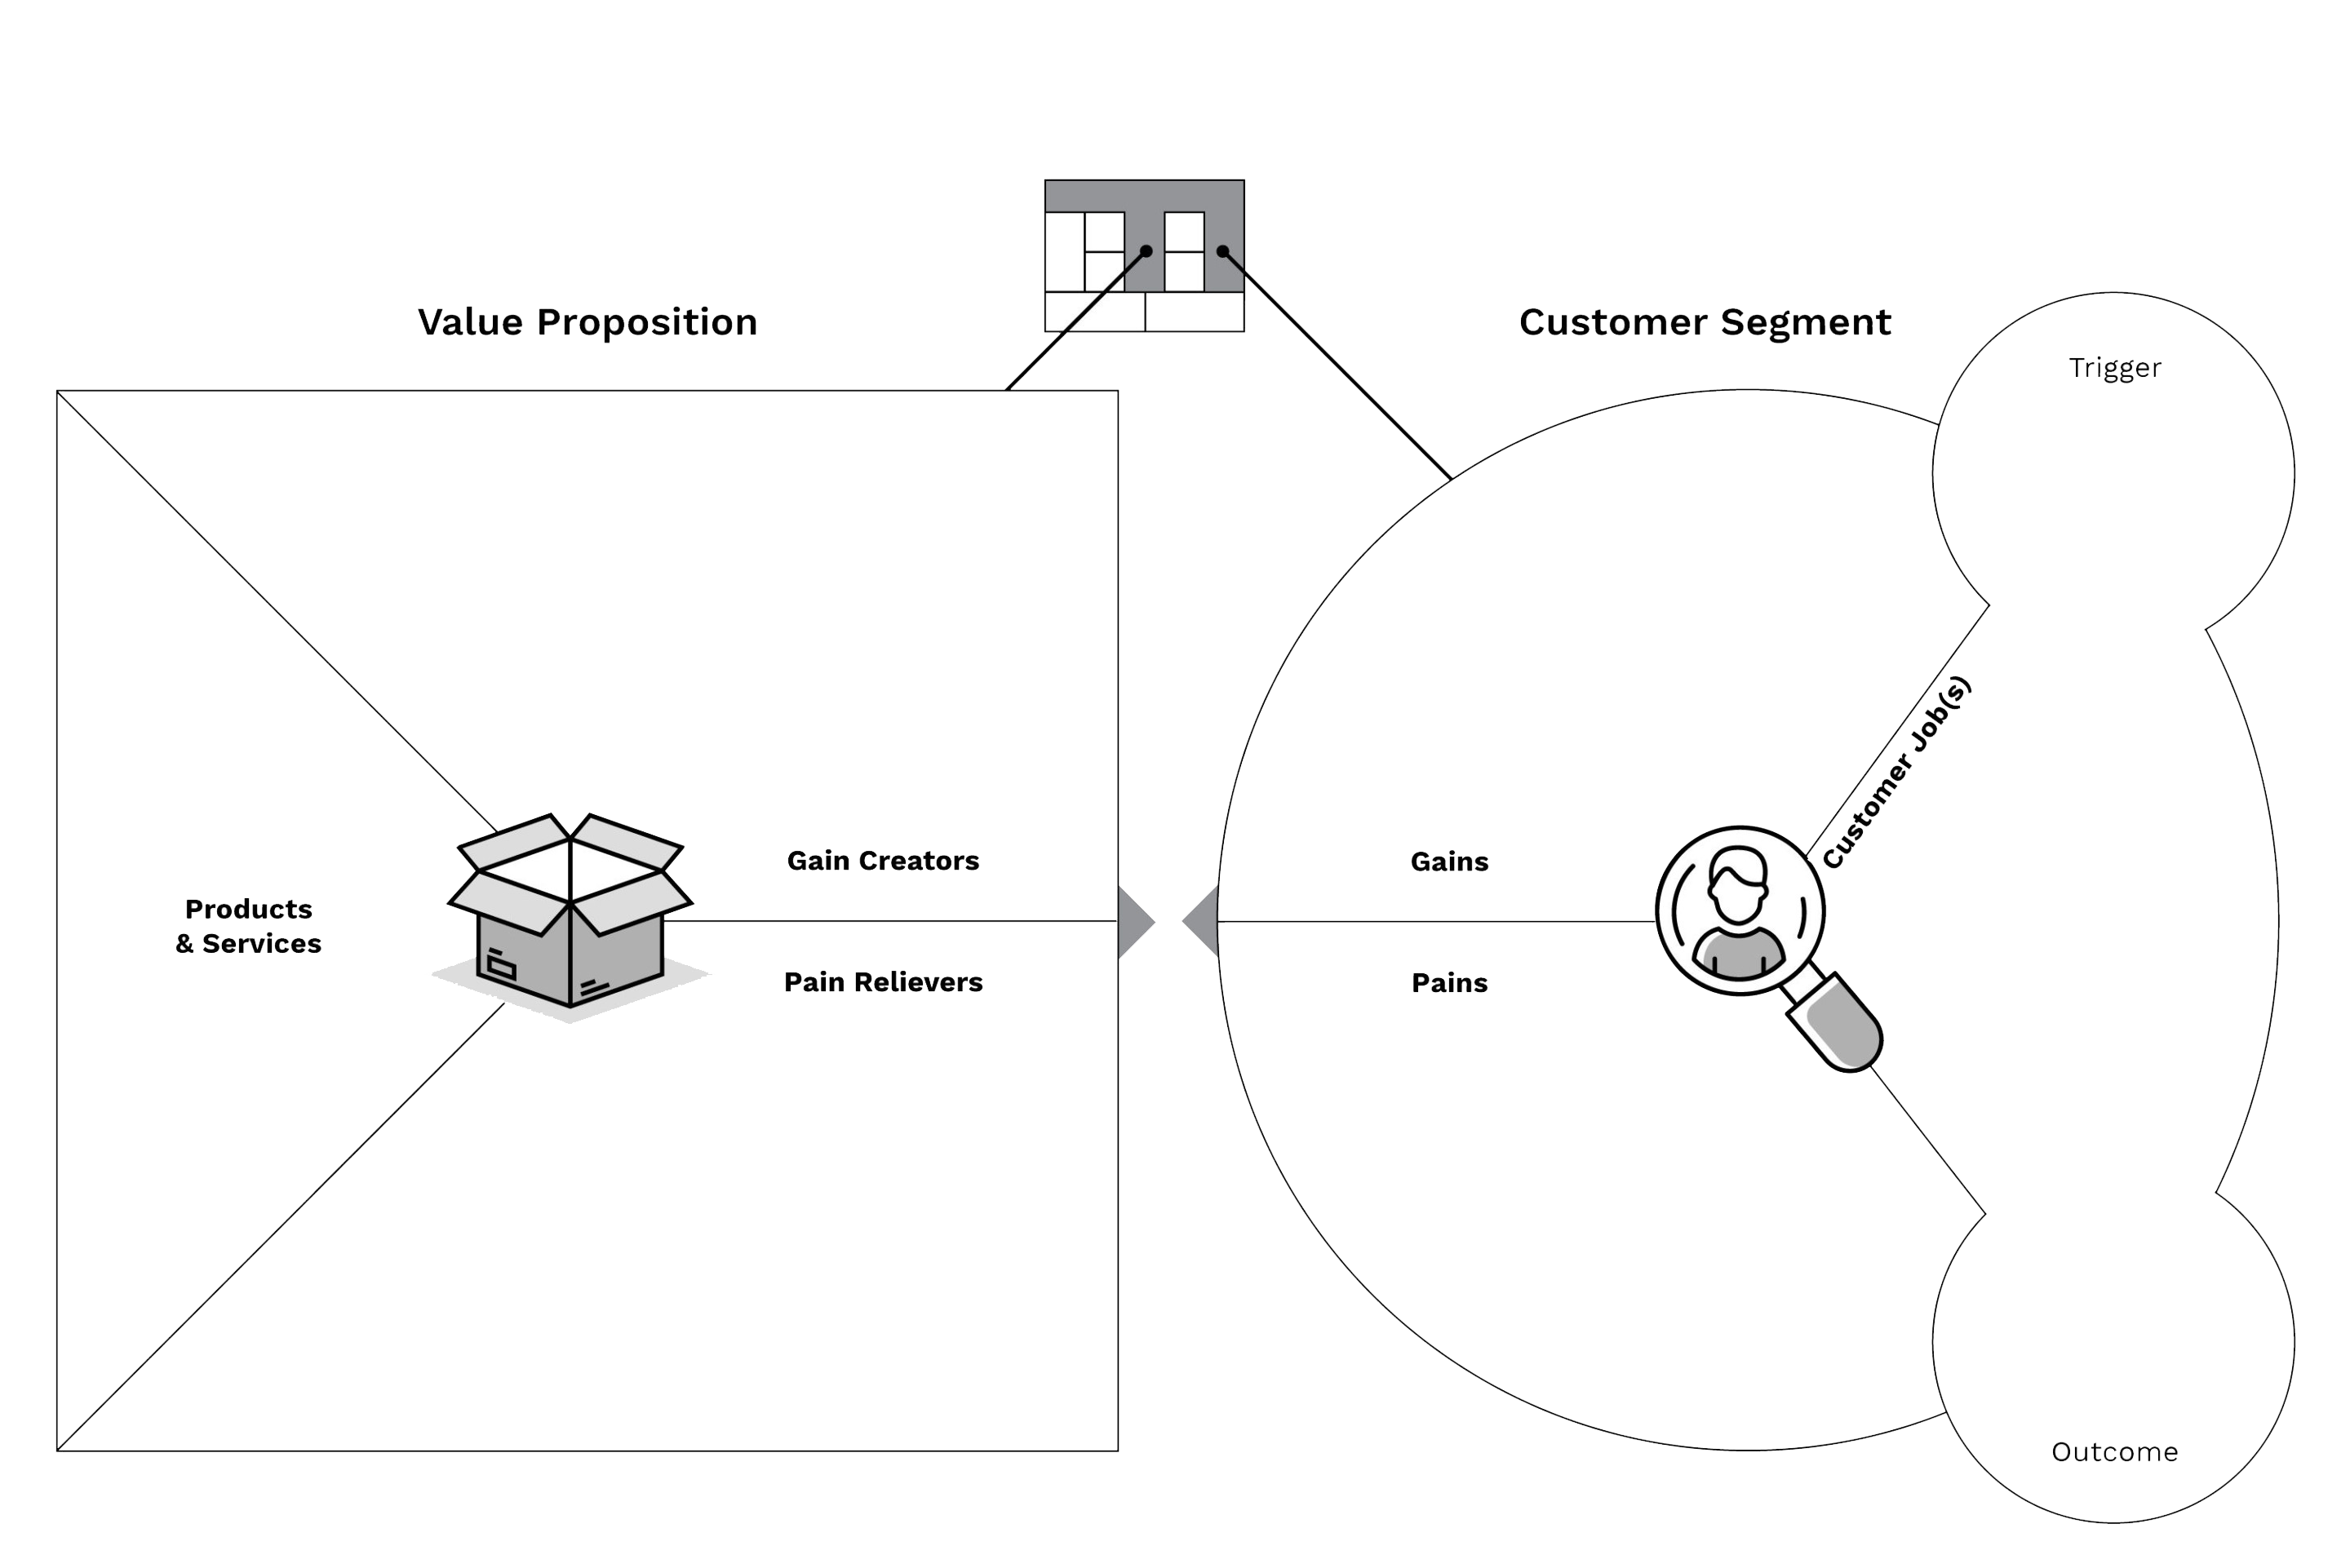 Value Proposition
Customer Segment
Trigger
Customer Job(s)
Gain Creators
Gains
Products
& Services
Pain Relievers
Pains
Outcome